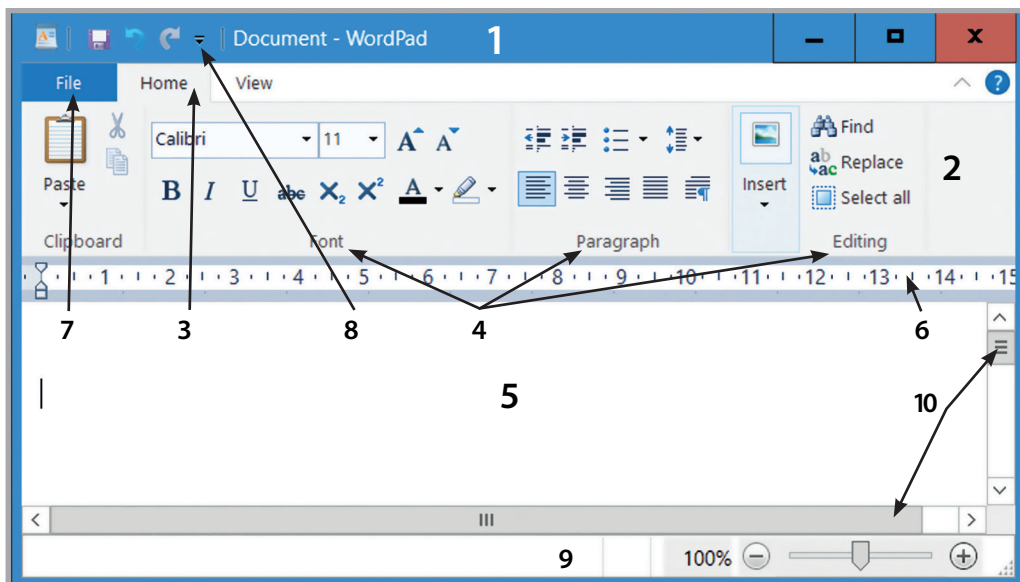 Document - WordPad 1 X
File Home View ?
Calibri 11 A A
Find
Replace
2
Paste B I U abc X₂ X² A Insert
Select all
Clipboard Font Paragraph Editing
1 2 3 4 5 6 7 8 9 10 11 12 13 14 15
7 3 8 4 6
5
10
9 100%